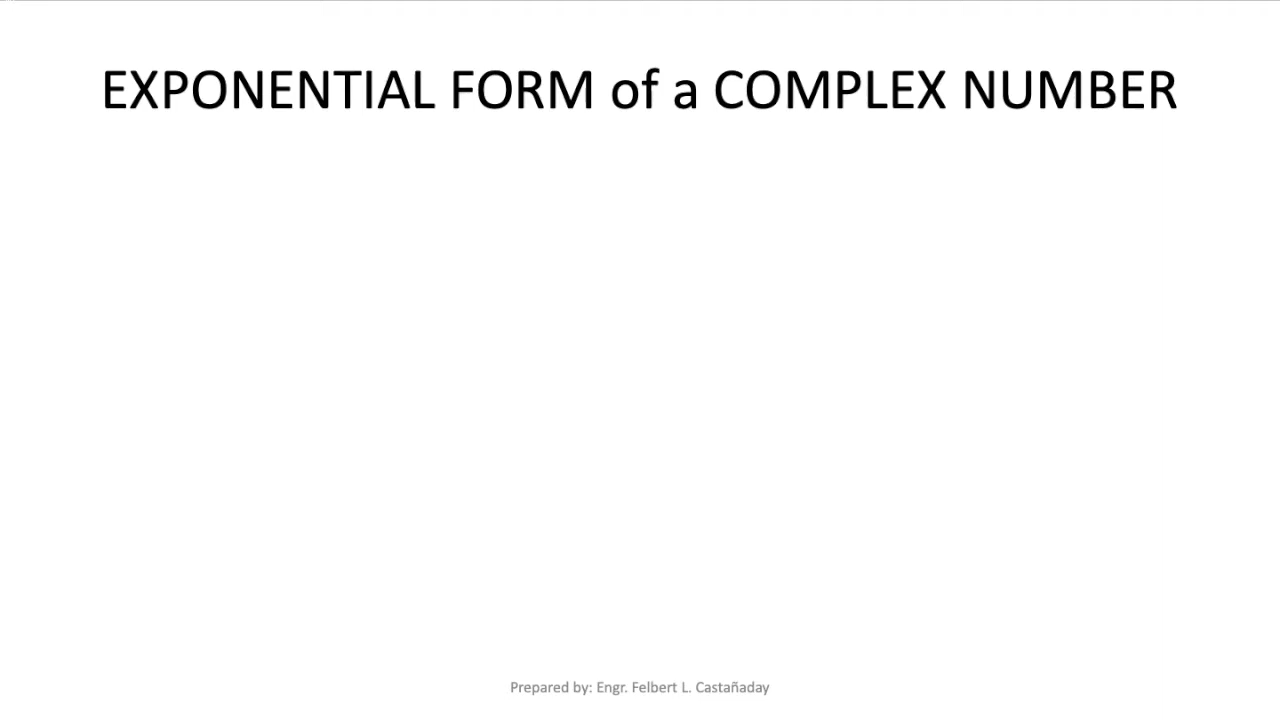 EXPONENTIAL FORM of a COMPLEX NUMBER
Prepared by: Engr. Felbert L. Castañaday